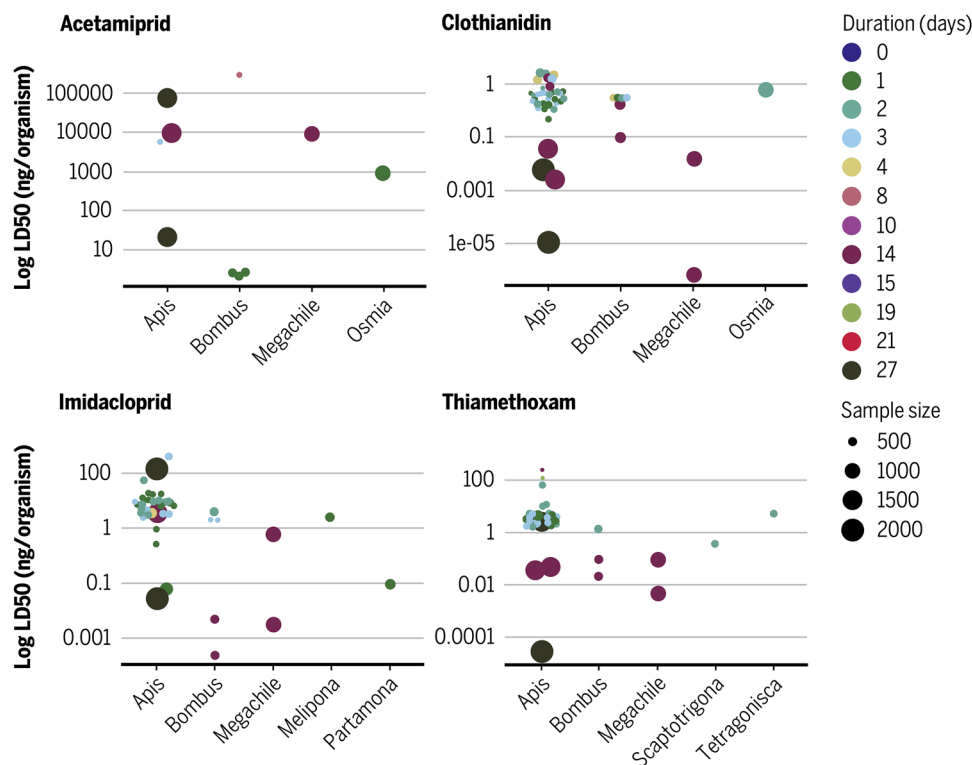 Acetamiprid
Log LD50 (ng/organism)
100000
10000
1000
100
10
Apis
Bombus
Megachile
Osmia
Clothianidin
1
0.1
0.001
1e-05
Apis
Bombus
Megachile
Osmia
Imidacloprid
Log LD50 (ng/organism)
100
1
0.1
0.001
Apis
Bombus
Megachile
Melipona
Partamona
Thiamethoxam
100
1
0.01
0.0001
Apis
Bombus
Megachile
Scaptotrigona
Tetragonisca
Duration (days)
0
1
2
3
4
8
10
14
15
19
21
27
Sample size
500
1000
1500
2000